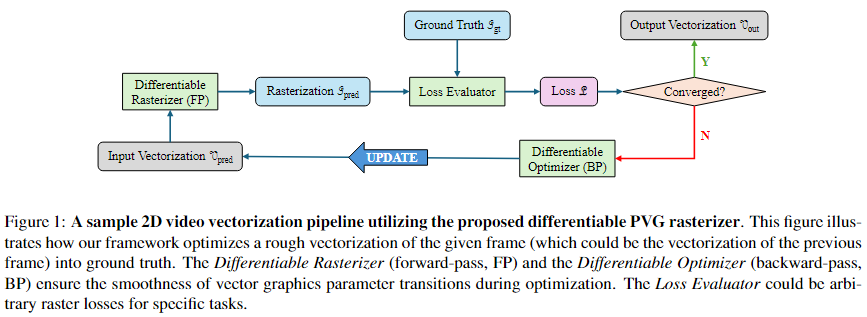 Ground Truth ℐgt
Output Vectorization 𝒱out
Y
Differentiable
Rasterizer (FP)
Rasterization ℐpred
Loss Evaluator
Loss ℒ
Converged?
N
Input Vectorization 𝒱pred
UPDATE
Differentiable
Optimizer (BP)
Figure 1: A sample 2D video vectorization pipeline utilizing the proposed differentiable PVG rasterizer. This figure illus-
trates how our framework optimizes a rough vectorization of the given frame (which could be the vectorization of the previous
frame) into ground truth. The Differentiable Rasterizer (forward-pass, FP) and the Differentiable Optimizer (backward-pass,
BP) ensure the smoothness of vector graphics parameter transitions during optimization. The Loss Evaluator could be arbi-
trary raster losses for specific tasks.